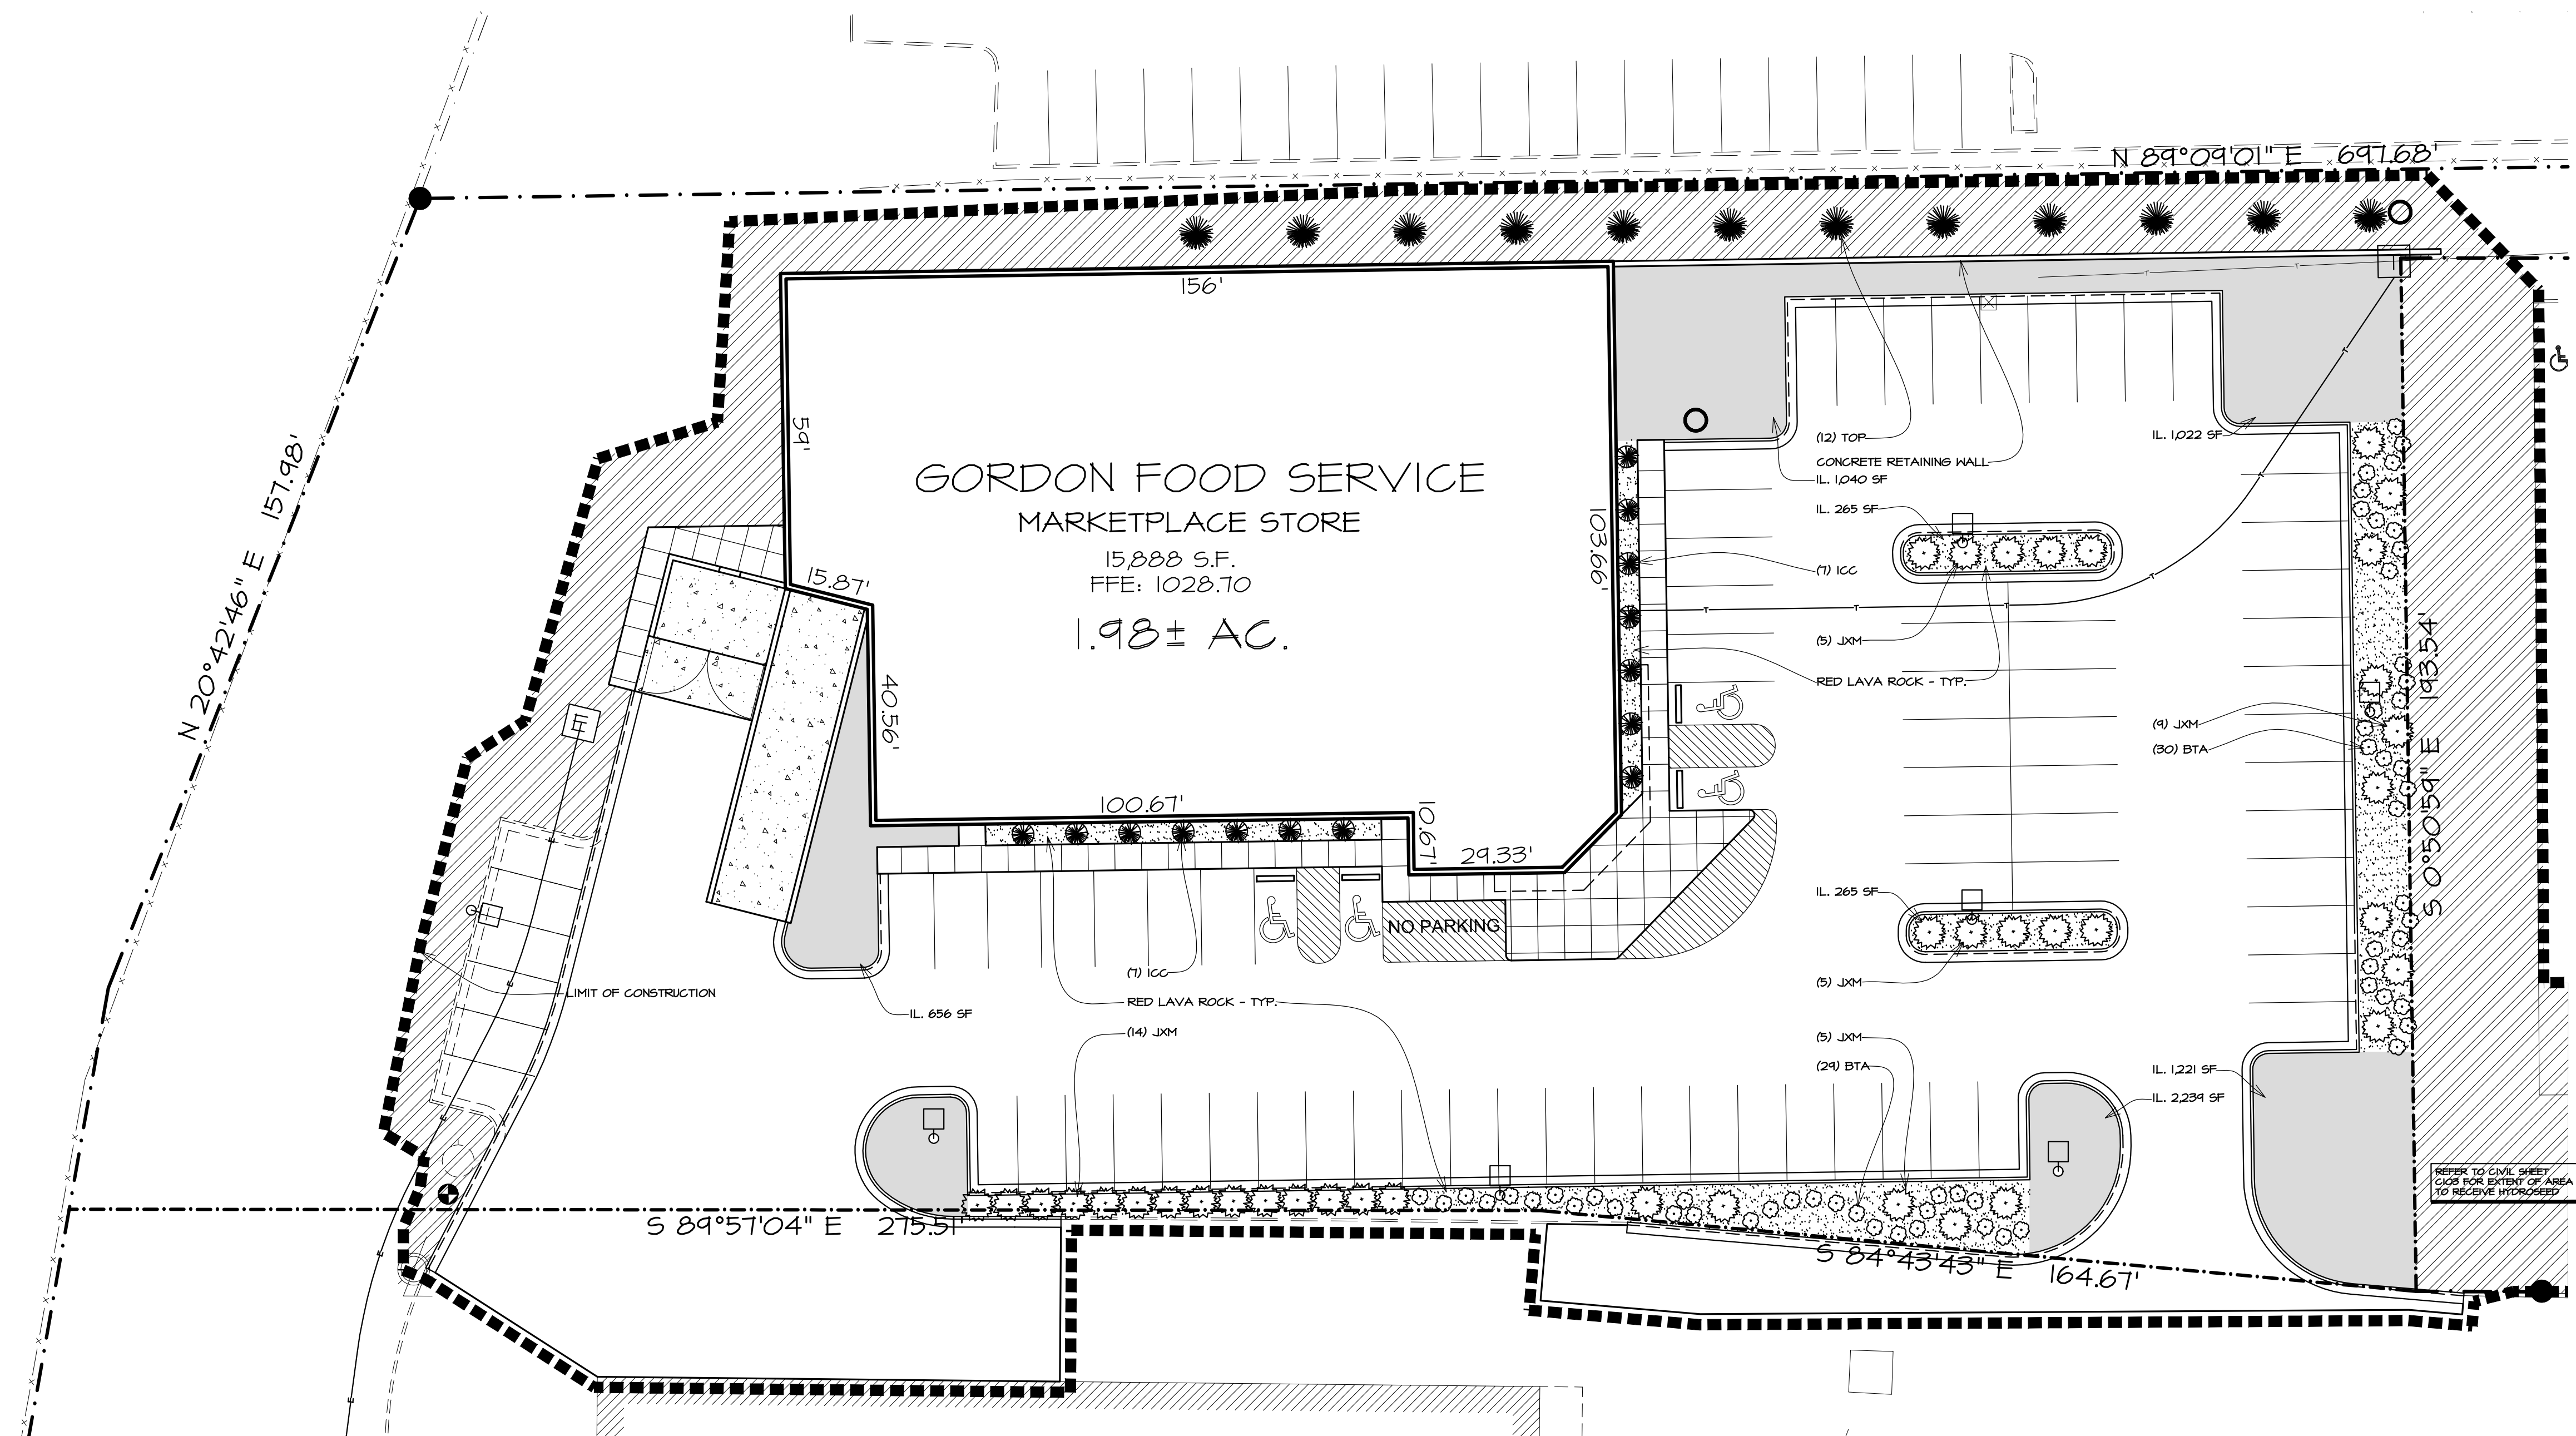 N 89°09'01" E 697.68'
156'
59'
GORDON FOOD SERVICE
MARKETPLACE STORE
15,888 S.F.
FFE: 1028.70
1.98± AC.
15.87'
40.56'
100.67'
10.67'
29.33'
103.66'
N 20°42'46" E 157.98'
(12) TOP
CONCRETE RETAINING WALL
IL. 1,040 SF
IL. 265 SF
(7) ICC
(5) JXM
RED LAVA ROCK - TYP.
IL. 1,022 SF
(9) JXM
(30) BTA
S 0°50'59" E 193.54'
T
T
T
T
T
T
T
T
E
E
E
E
E
E
NO PARKING
IL. 265 SF
(5) JXM
(5) JXM
(29) BTA
IL. 1,221 SF
IL. 2,239 SF
LIMIT OF CONSTRUCTION
IL. 656 SF
(7) ICC
RED LAVA ROCK - TYP.
(14) JXM
S 89°57'04" E 275.51'
S 84°43'43" E 164.67'
REFER TO CIVIL SHEET
C103 FOR EXTENT OF AREA
TO RECEIVE HYDROSEED